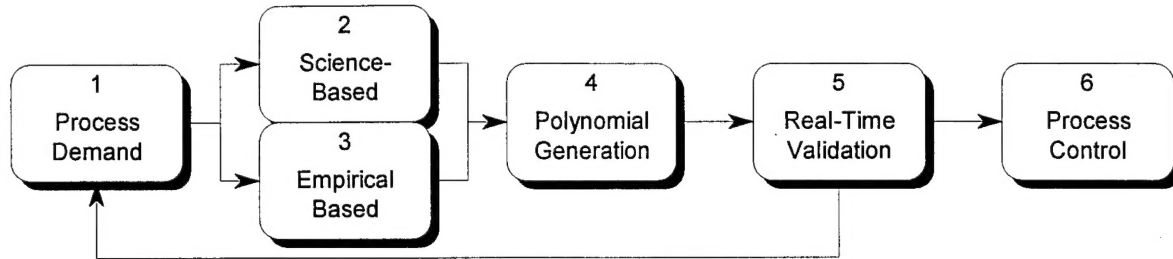 1
Process
Demand
2
Science-
Based
3
Empirical
Based
4
Polynomial
Generation
5
Real-Time
Validation
6
Process
Control